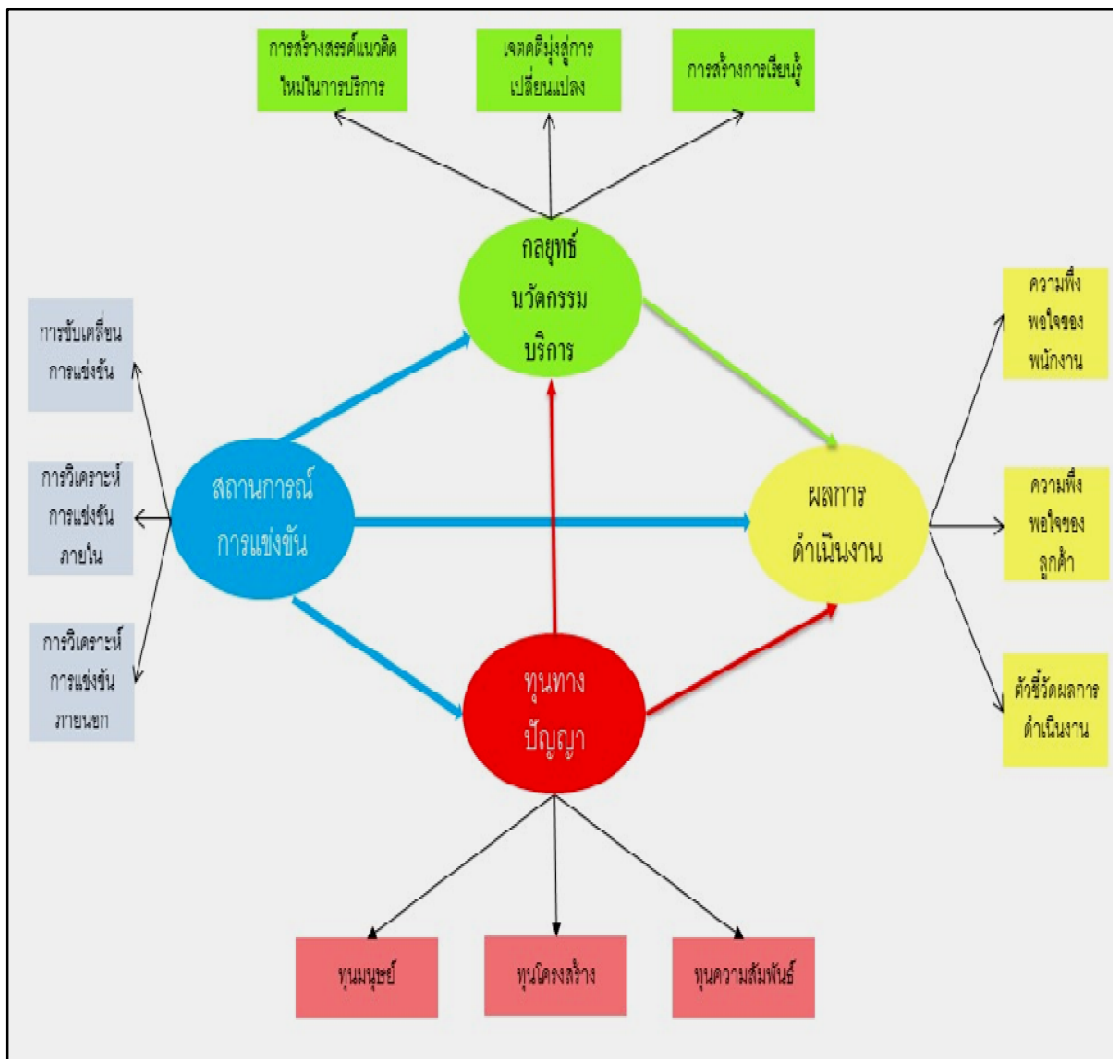 การสร้างสรรค์แนวคิด
ใหม่ในการบริการ
เจตคติมุ่งสู่การ
เปลี่ยนแปลง
การสร้างการเรียนรู้
กลยุทธ์
นวัตกรรม
บริการ
การขับเคลื่อน
การแข่งขัน
การวิเคราะห์
การแข่งขัน
ภายใน
การวิเคราะห์
การแข่งขัน
ภายนอก
สถานการณ์
การแข่งขัน
ผลการ
ดำเนินงาน
ความพึง
พอใจของ
พนักงาน
ความพึง
พอใจของ
ลูกค้า
ตัวชี้วัดผลการ
ดำเนินงาน
ทุนทาง
ปัญญา
ทุนมนุษย์
ทุนโครงสร้าง
ทุนความสัมพันธ์